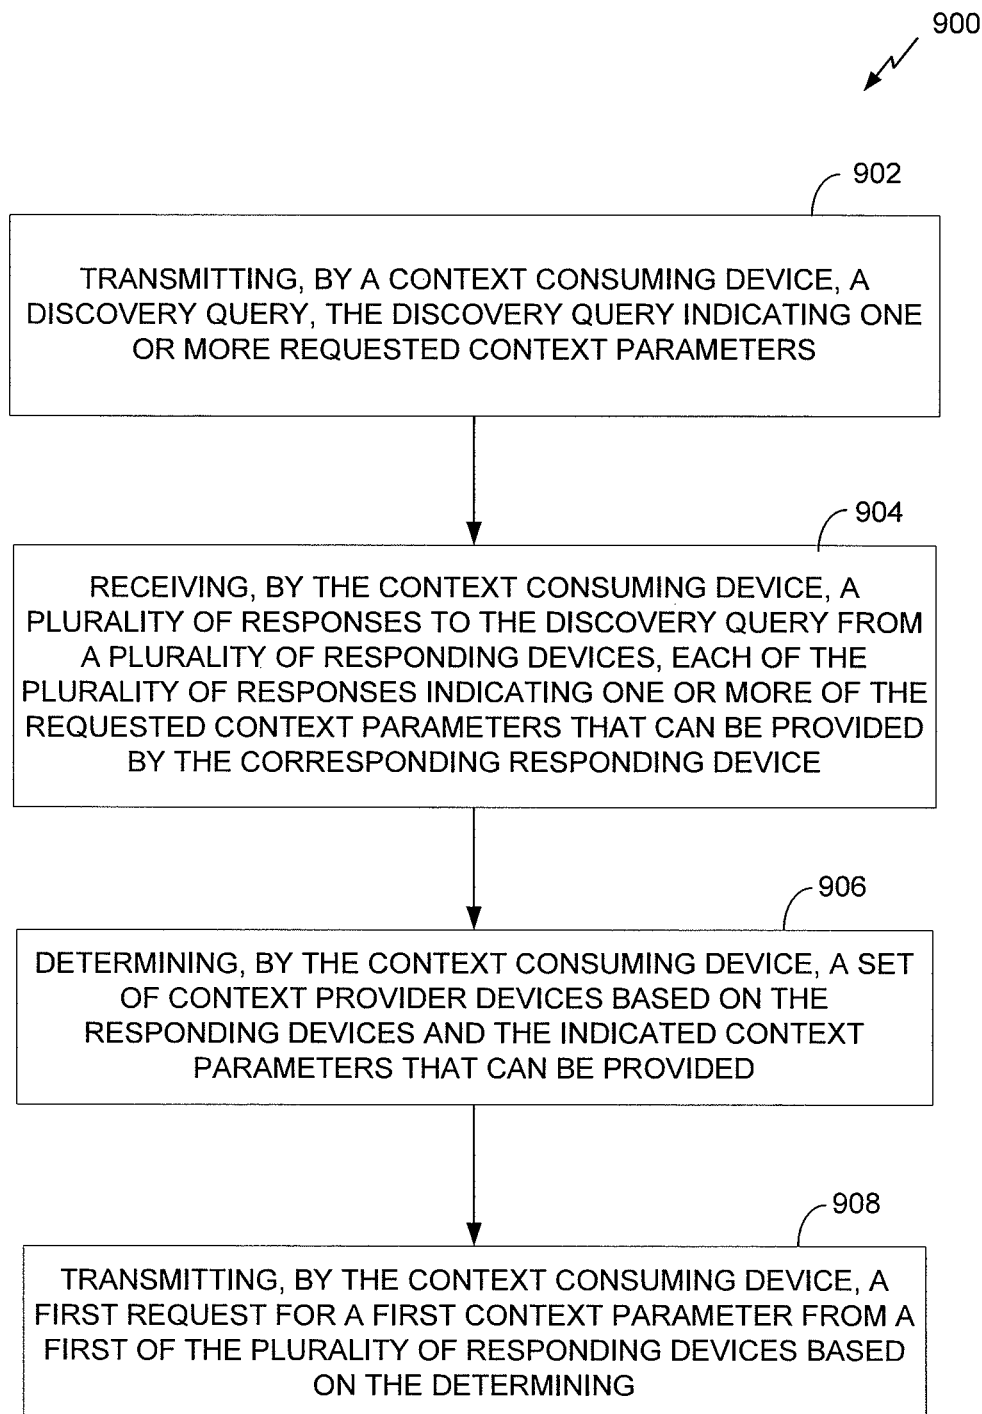 900
902
TRANSMITTING, BY A CONTEXT CONSUMING DEVICE, A
DISCOVERY QUERY, THE DISCOVERY QUERY INDICATING ONE
OR MORE REQUESTED CONTEXT PARAMETERS
904
RECEIVING, BY THE CONTEXT CONSUMING DEVICE, A
PLURALITY OF RESPONSES TO THE DISCOVERY QUERY FROM
A PLURALITY OF RESPONDING DEVICES, EACH OF THE
PLURALITY OF RESPONSES INDICATING ONE OR MORE OF THE
REQUESTED CONTEXT PARAMETERS THAT CAN BE PROVIDED
BY THE CORRESPONDING RESPONDING DEVICE
906
DETERMINING, BY THE CONTEXT CONSUMING DEVICE, A SET
OF CONTEXT PROVIDER DEVICES BASED ON THE
RESPONDING DEVICES AND THE INDICATED CONTEXT
PARAMETERS THAT CAN BE PROVIDED
908
TRANSMITTING, BY THE CONTEXT CONSUMING DEVICE, A
FIRST REQUEST FOR A FIRST CONTEXT PARAMETER FROM A
FIRST OF THE PLURALITY OF RESPONDING DEVICES BASED
ON THE DETERMINING